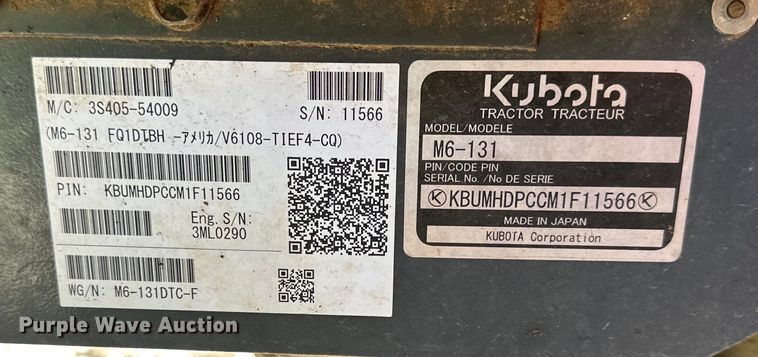 M/C: 3S405-54009
S/N: 11566
(M6-131 FQ1DTBH -アメリカ/V6108-TIEF4-CQ)
PIN: KBUMHDPCCM1F11566
Eng. S/N:
3ML0290
WG/N: M6-131DTC-F
Kubota
TRACTOR TRACTEUR
MODEL/MODELE
M6-131
PIN/CODE PIN
SERIAL No. /No DE SERIE
KBUMHDPCCM1F11566
MADE IN JAPAN
KUBOTA Corporation
Purple Wave Auction